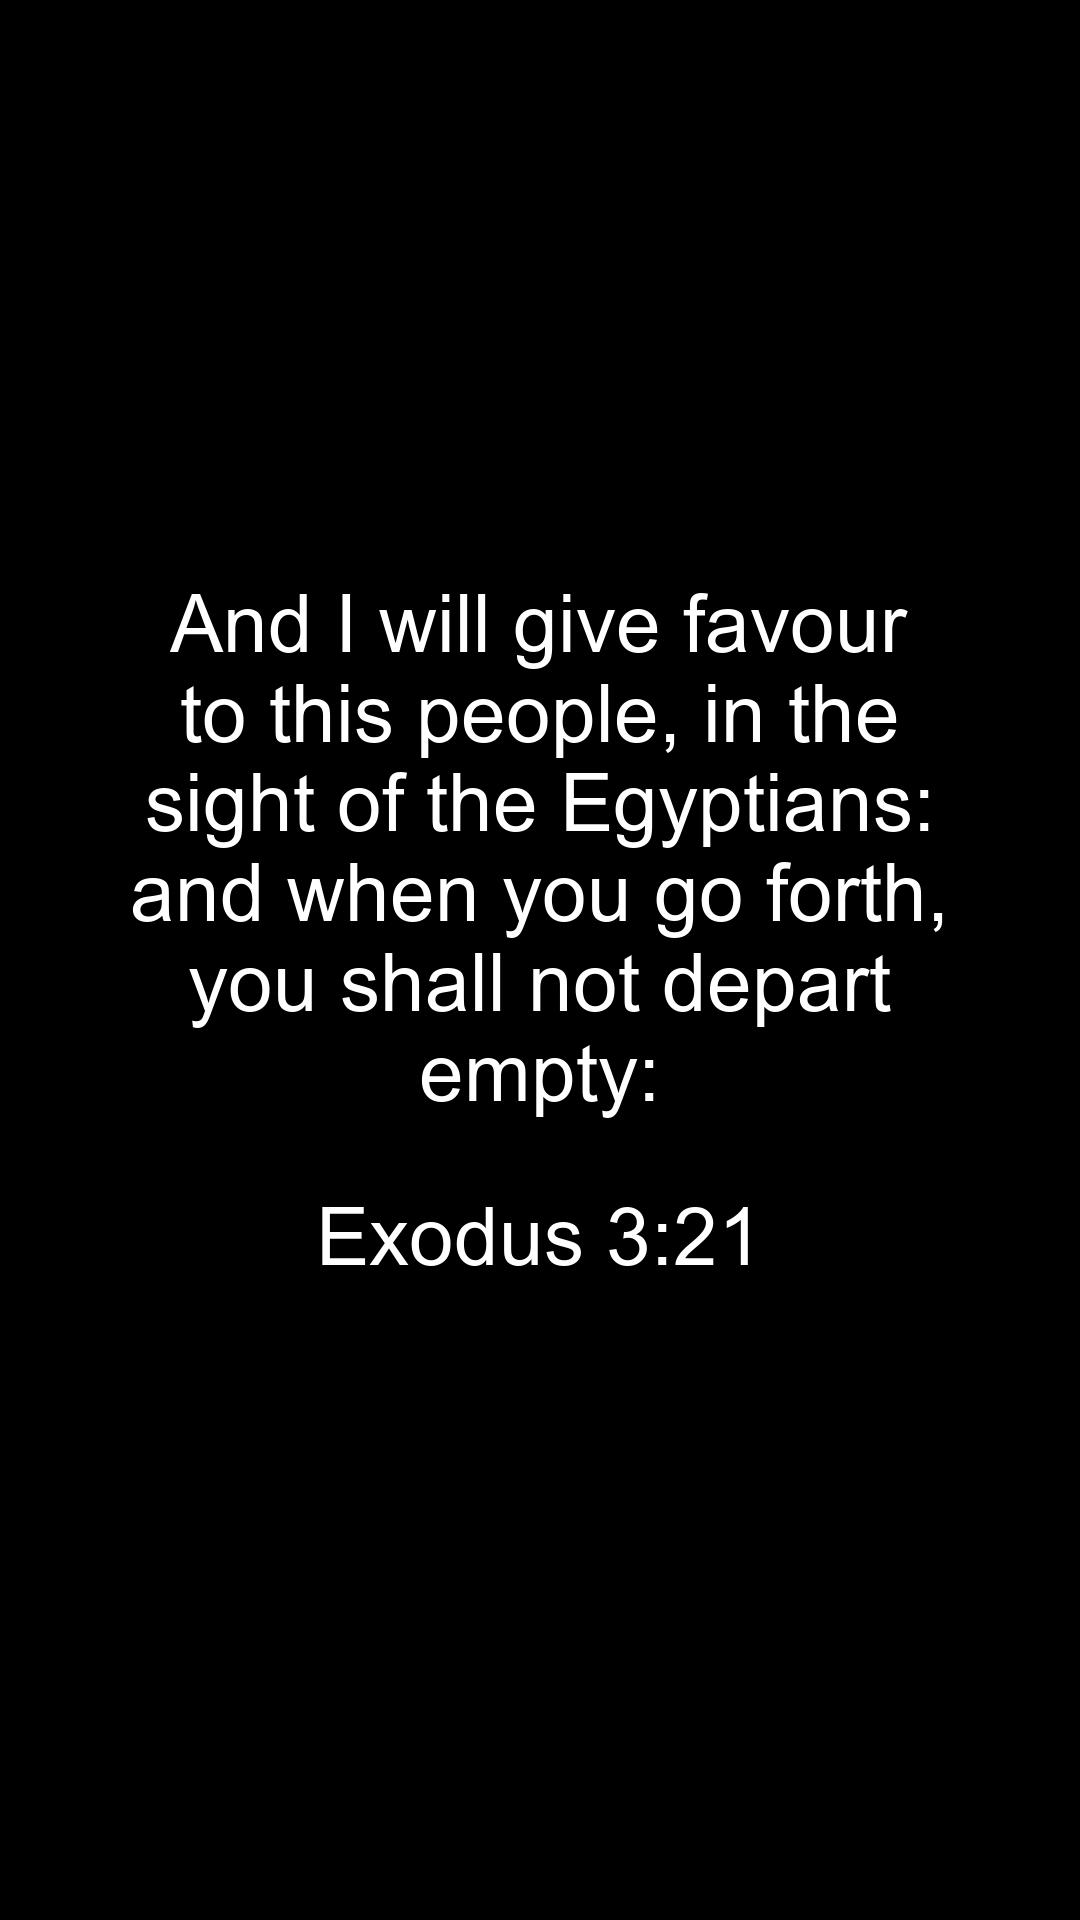 And I will give favour
to this people, in the
sight of the Egyptians:
and when you go forth,
you shall not depart
empty:
Exodus 3:21